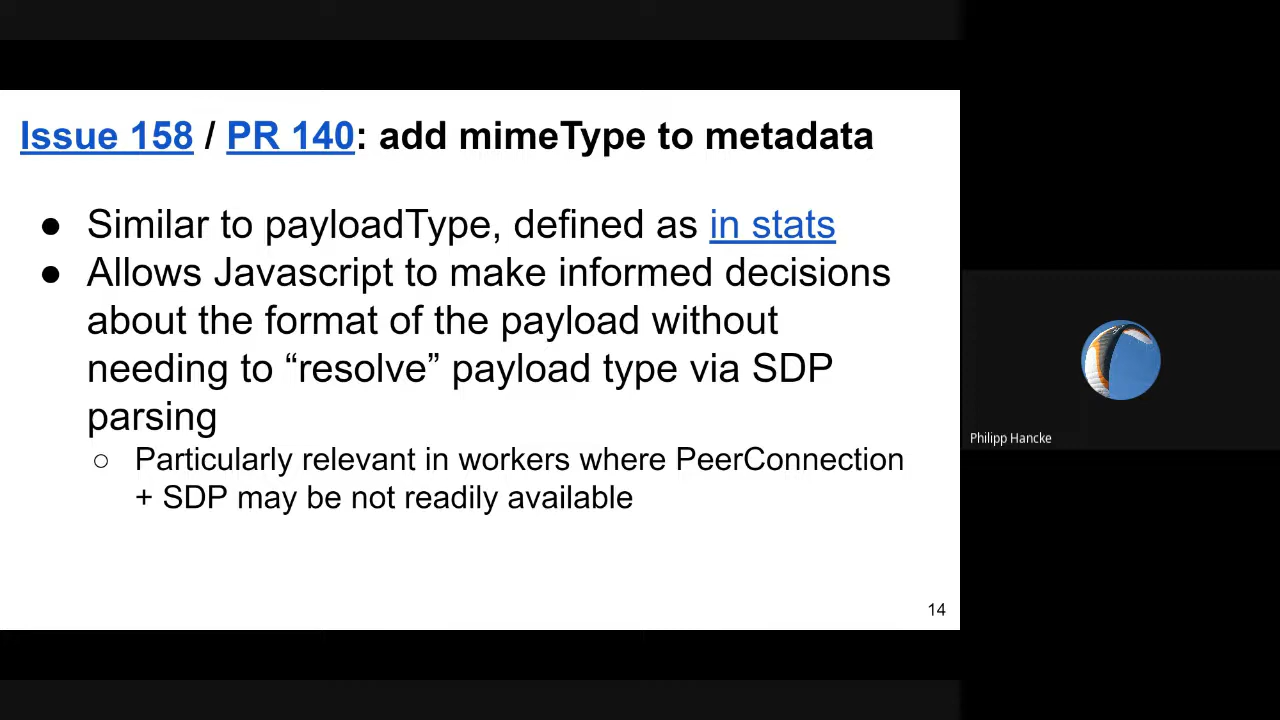 Issue 158 / PR 140: add mimeType to metadata
● Similar to payloadType, defined as in stats
● Allows Javascript to make informed decisions
about the format of the payload without
needing to “resolve” payload type via SDP
parsing
○ Particularly relevant in workers where PeerConnection
+ SDP may be not readily available
14
Philipp Hancke